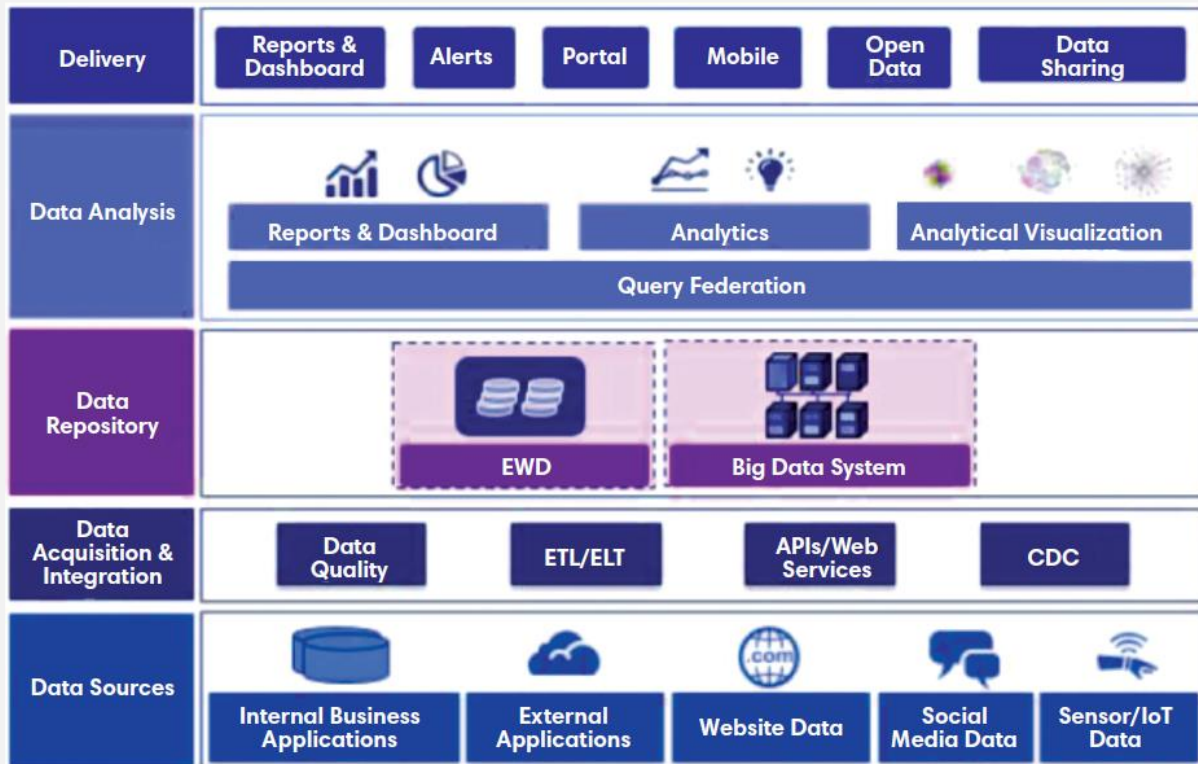 Delivery
Reports &
Dashboard
Alerts
Portal
Mobile
Open
Data
Data
Sharing
Data Analysis
Reports & Dashboard
Analytics
Analytical Visualization
Query Federation
Data
Repository
EWD
Big Data System
Data
Acquisition &
Integration
Data
Quality
ETL/ELT
APIs/Web
Services
CDC
Data Sources
.com
Internal Business
Applications
External
Applications
Website Data
Social
Media Data
Sensor/IoT
Data